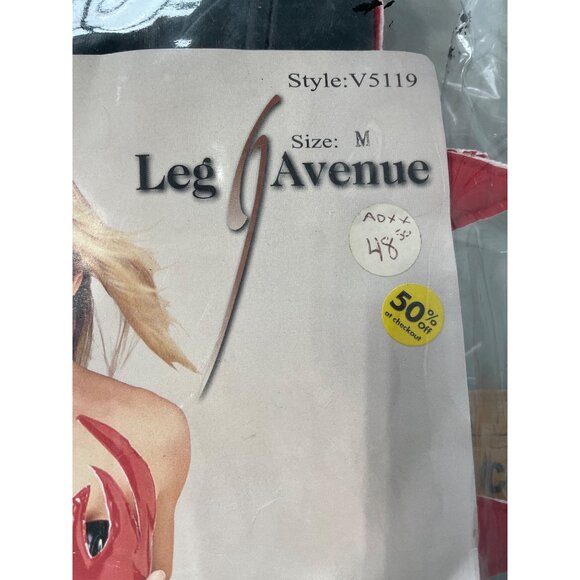 Style:V5119
Size: M
Leg Avenue
ADXX
48
50% Off
at checkout